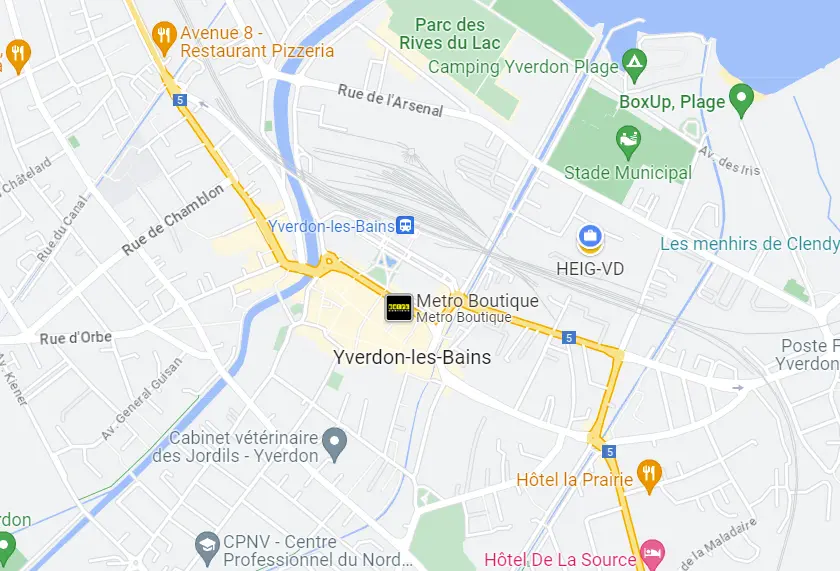 Avenue 8 -
Restaurant Pizzeria
Parc des
Rives du Lac
Camping Yverdon Plage
BoxUp, Plage
Rue de l'Arsenal
5
Stade Municipal
Av. des Iris
Châtelard
Rue du Canal
Rue de Chamblon
Yverdon-les-Bains
HEIG-VD
Les menhirs de Clendy
METRO
BOUTIQUE
Metro Boutique
Metro Boutique
5
Rue d'Orbe
Yverdon-les-Bains
Poste F
Yverdon
Av. Kiener
Av. General Guisan
Cabinet vétérinaire
des Jordils - Yverdon
5
Hôtel la Prairie
rdon
CPNV - Centre
Professionnel du Nord...
Hôtel De La Source
de la Maladaire